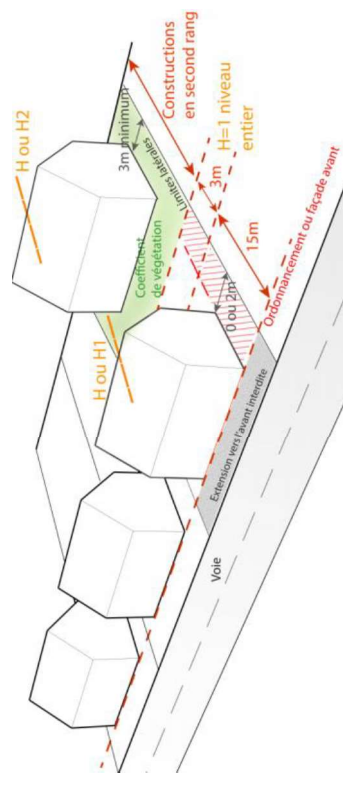 H ou H2
3m minimum
Constructions
en second rang
Limites latérales
H=1 niveau
entier
3m
Coefficient
de végétation
15m
H ou H1
0 ou 2m
Ordonnancement ou façade avant
Extension vers l'avant interdite
Voie